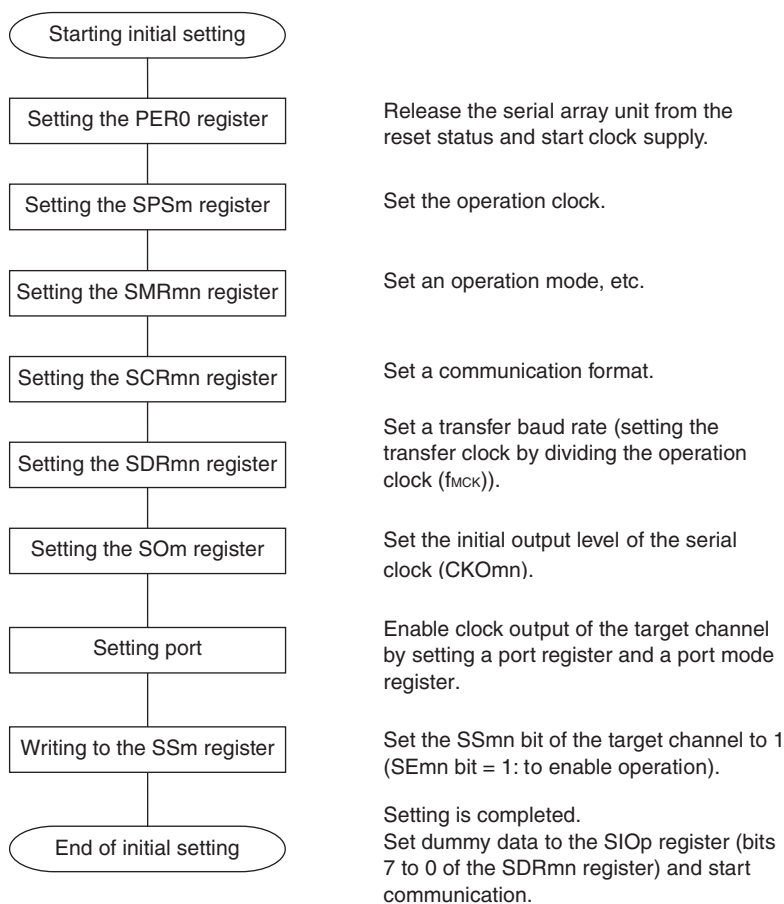 Starting initial setting
Setting the PER0 register
Release the serial array unit from the
reset status and start clock supply.
Setting the SPSm register
Set the operation clock.
Setting the SMRmn register
Set an operation mode, etc.
Setting the SCRmn register
Set a communication format.
Setting the SDRmn register
Set a transfer baud rate (setting the
transfer clock by dividing the operation
clock (fMCK)).
Setting the SOm register
Set the initial output level of the serial
clock (CKOmn).
Setting port
Enable clock output of the target channel
by setting a port register and a port mode
register.
Writing to the SSm register
Set the SSmn bit of the target channel to 1
(SEmn bit = 1: to enable operation).
End of initial setting
Setting is completed.
Set dummy data to the SIOp register (bits
7 to 0 of the SDRmn register) and start
communication.